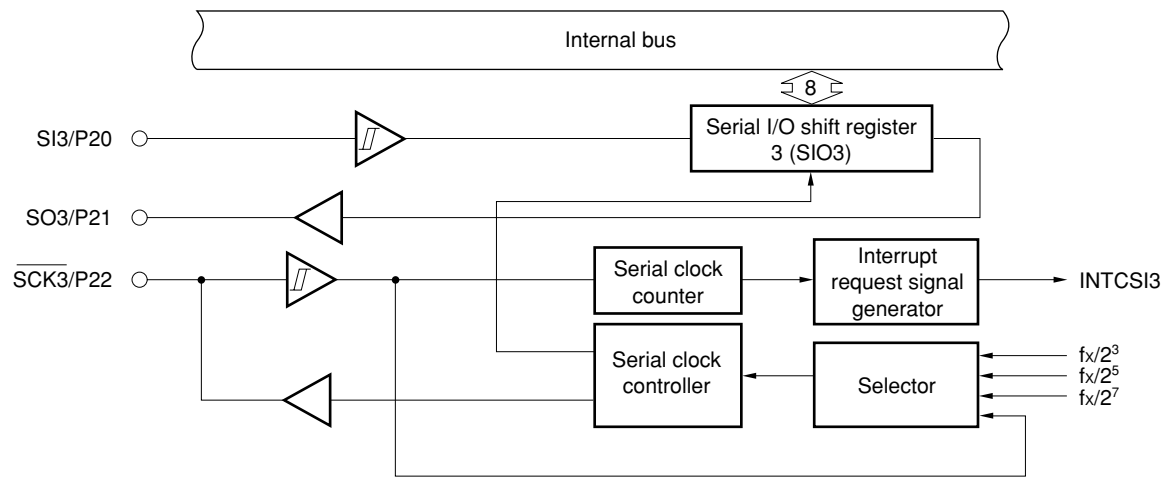 Internal bus
8
SI3/P20
Serial I/O shift register
3 (SIO3)
SO3/P21
SCK3/P22
Serial clock
counter
Interrupt
request signal
generator
INTCSI3
Serial clock
controller
Selector
fx/2³
fx/2⁵
fx/2⁷